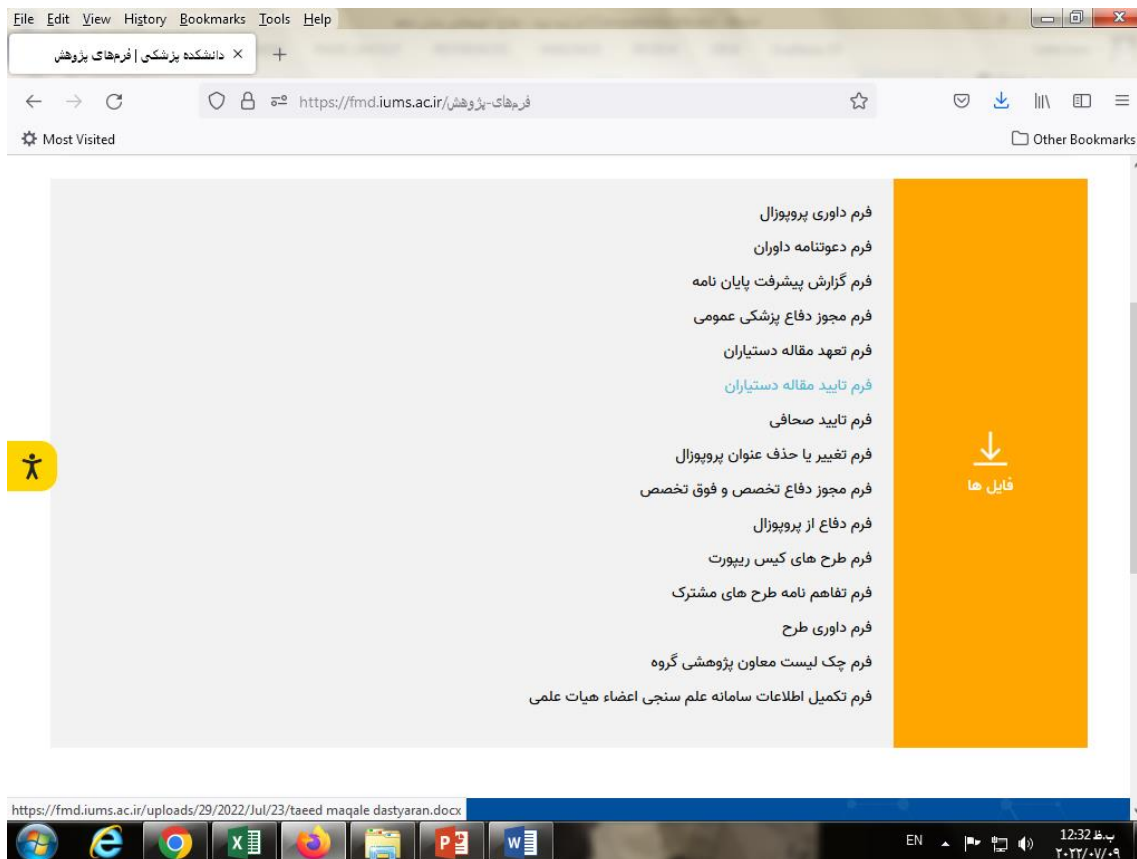 File Edit View History Bookmarks Tools Help
دانشکده پزشکی | فرم‌های پژوهش
https://fmd.iums.ac.ir/فرم‌های-پژوهش
Most Visited
Other Bookmarks
فرم داوری پروپوزال
فرم دعوتنامه داوران
فرم گزارش پیشرفت پایان نامه
فرم مجوز دفاع پزشکی عمومی
فرم تعهد مقاله دستیاران
فرم تایید مقاله دستیاران
فرم تایید صحافی
فرم تغییر یا حذف عنوان پروپوزال
فرم مجوز دفاع تخصص و فوق تخصص
فرم دفاع از پروپوزال
فرم طرح های کیس ریپورت
فرم تفاهم نامه طرح های مشترک
فرم داوری طرح
فرم چک لیست معاون پژوهشی گروه
فرم تکمیل اطلاعات سامانه علم سنجی اعضاء هیات علمی
فایل ها
https://fmd.iums.ac.ir/uploads/29/2022/Jul/23/taeed maqale dastyaran.docx
EN
12:32 ب.ظ
۲۰۲۲/۰۷/۰۹